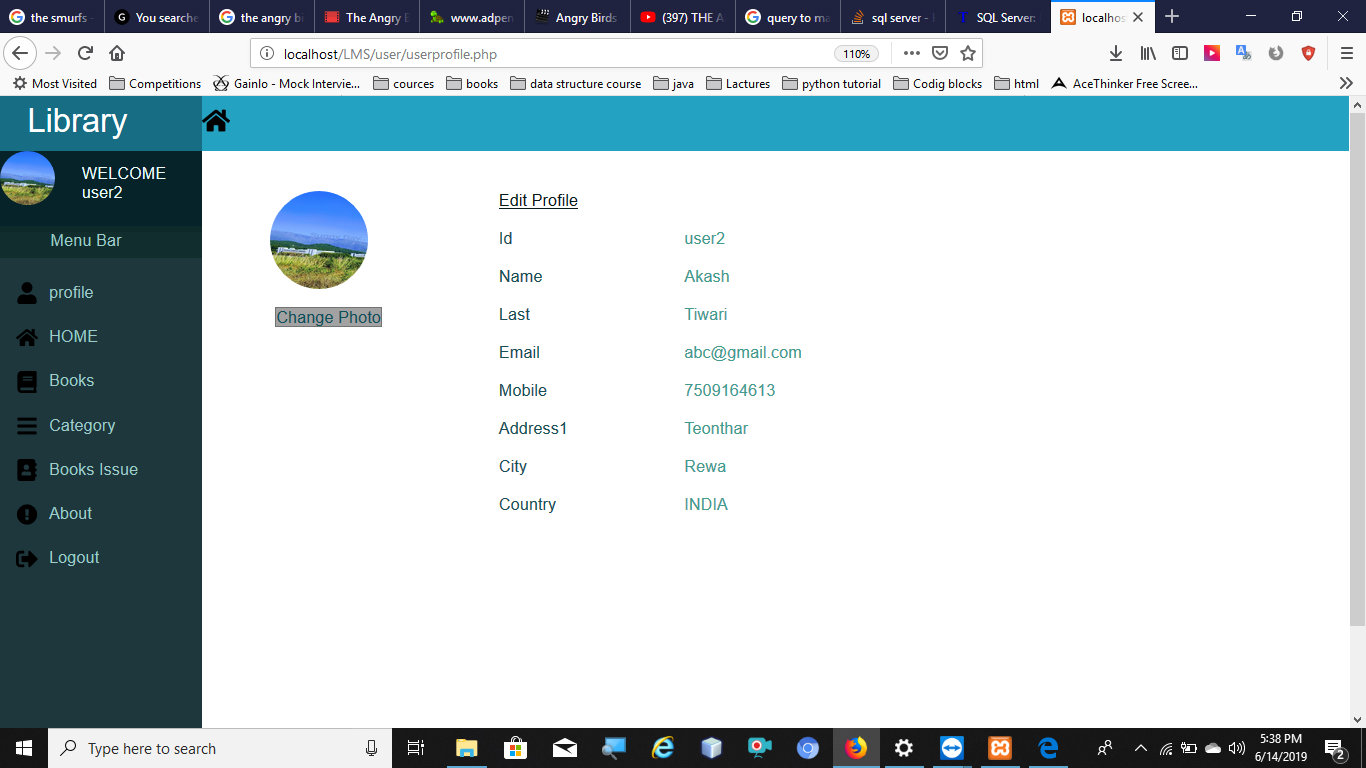 the smurfs -
You searche
the angry bi
The Angry B
www.adpen
Angry Birds
(397) THE A
query to ma
sql server -
SQL Server:
localhos
localhost/LMS/user/userprofile.php
110%
Most Visited
Competitions
Gainlo - Mock Intervie...
cources
books
data structure course
java
Lactures
python tutorial
Codig blocks
html
AceThinker Free Scree...
Library
WELCOME
user2
Menu Bar
profile
HOME
Books
Category
Books Issue
About
Logout
Change Photo
Edit Profile
Id user2
Name Akash
Last Tiwari
Email abc@gmail.com
Mobile 7509164613
Address1 Teonthar
City Rewa
Country INDIA
Type here to search
5:38 PM
6/14/2019
2